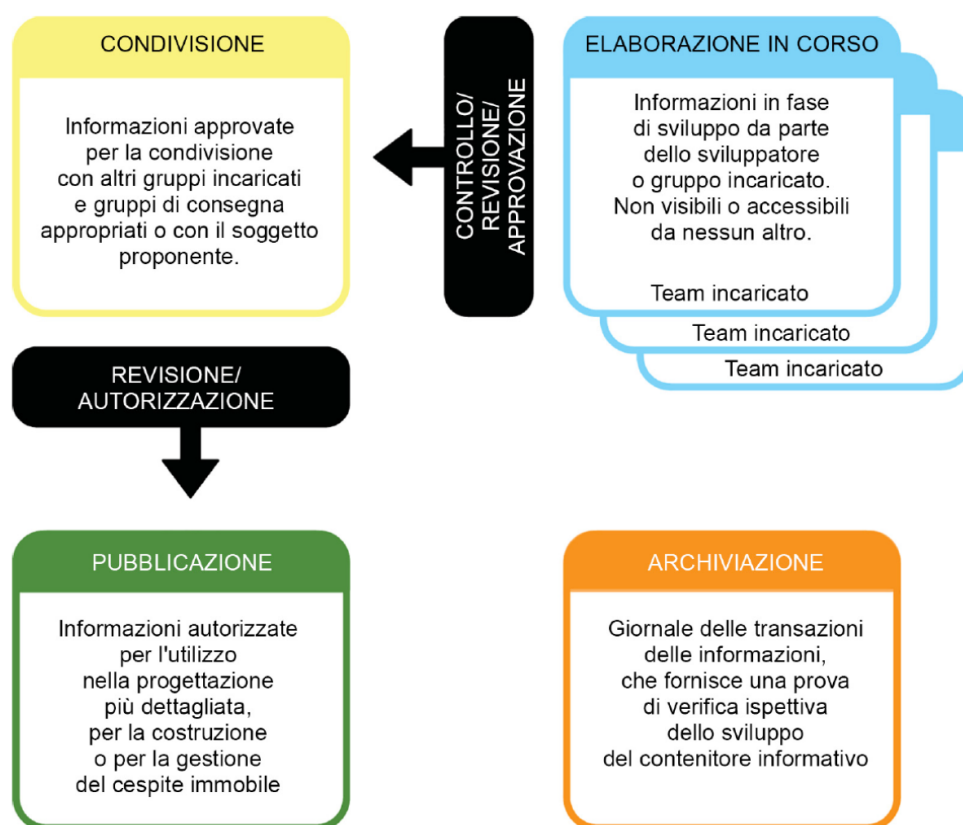 CONDIVISIONE
Informazioni approvate
per la condivisione
con altri gruppi incaricati
e gruppi di consegna
appropriati o con il soggetto
proponente.
CONTROLLO/
REVISIONE/
APPROVAZIONE
ELABORAZIONE IN CORSO
Informazioni in fase
di sviluppo da parte
dello sviluppatore
o gruppo incaricato.
Non visibili o accessibili
da nessun altro.
Team incaricato
Team incaricato
Team incaricato
REVISIONE/
AUTORIZZAZIONE
PUBBLICAZIONE
Informazioni autorizzate
per l'utilizzo
nella progettazione
più dettagliata,
per la costruzione
o per la gestione
del cespite immobile
ARCHIVIAZIONE
Giornale delle transazioni
delle informazioni,
che fornisce una prova
di verifica ispettiva
dello sviluppo
del contenitore informativo